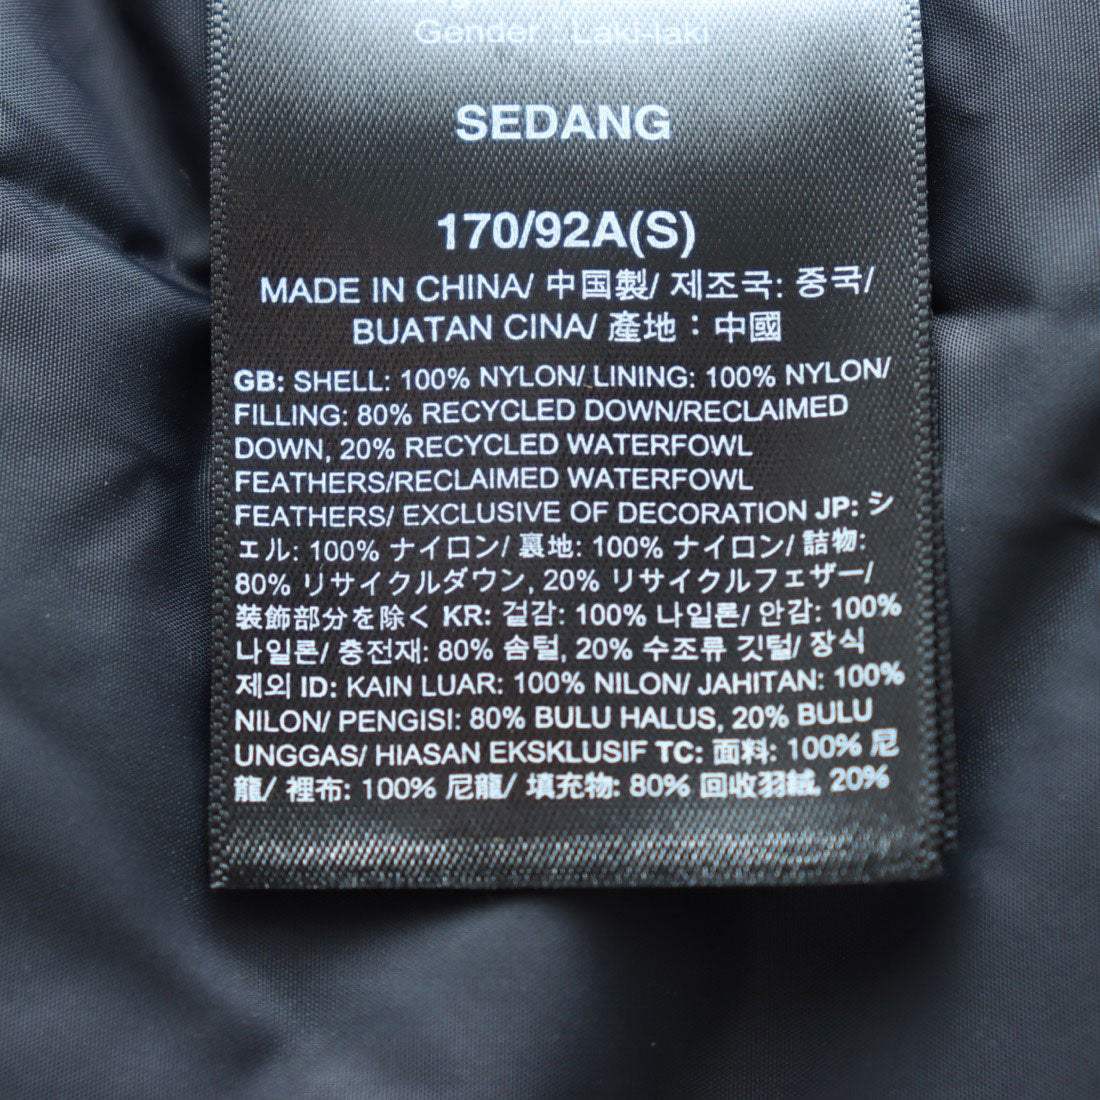 Gender : Laki-laki
SEDANG
170/92A(S)
MADE IN CHINA/ 中国製/ 제조국: 중국/
BUATAN CINA/ 產地：中國
GB: SHELL: 100% NYLON/ LINING: 100% NYLON/
FILLING: 80% RECYCLED DOWN/RECLAIMED
DOWN, 20% RECYCLED WATERFOWL
FEATHERS/RECLAIMED WATERFOWL
FEATHERS/ EXCLUSIVE OF DECORATION JP: シ
ェル: 100% ナイロン/ 裏地: 100% ナイロン/ 詰物:
80% リサイクルダウン, 20% リサイクルフェザー/
装飾部分を除く KR: 겉감: 100% 나일론/ 안감: 100%
나일론/ 충전재: 80% 솜털, 20% 수조류 깃털/ 장식
제외 ID: KAIN LUAR: 100% NILON/ JAHITAN: 100%
NILON/ PENGISI: 80% BULU HALUS, 20% BULU
UNGGAS/ HIASAN EKSKLUSIF TC: 面料: 100% 尼
龍/ 裡布: 100% 尼龍/ 填充物: 80% 回收羽絨, 20%